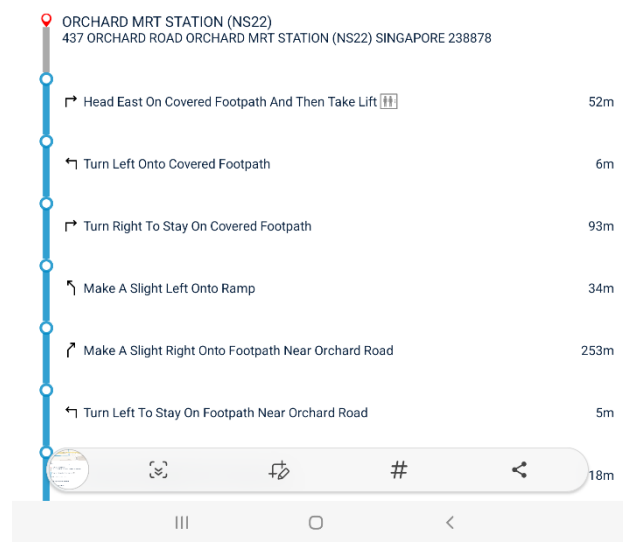 ORCHARD MRT STATION (NS22)
437 ORCHARD ROAD ORCHARD MRT STATION (NS22) SINGAPORE 238878
Head East On Covered Footpath And Then Take Lift 52m
Turn Left Onto Covered Footpath 6m
Turn Right To Stay On Covered Footpath 93m
Make A Slight Left Onto Ramp 34m
Make A Slight Right Onto Footpath Near Orchard Road 253m
Turn Left To Stay On Footpath Near Orchard Road 5m
# 18m